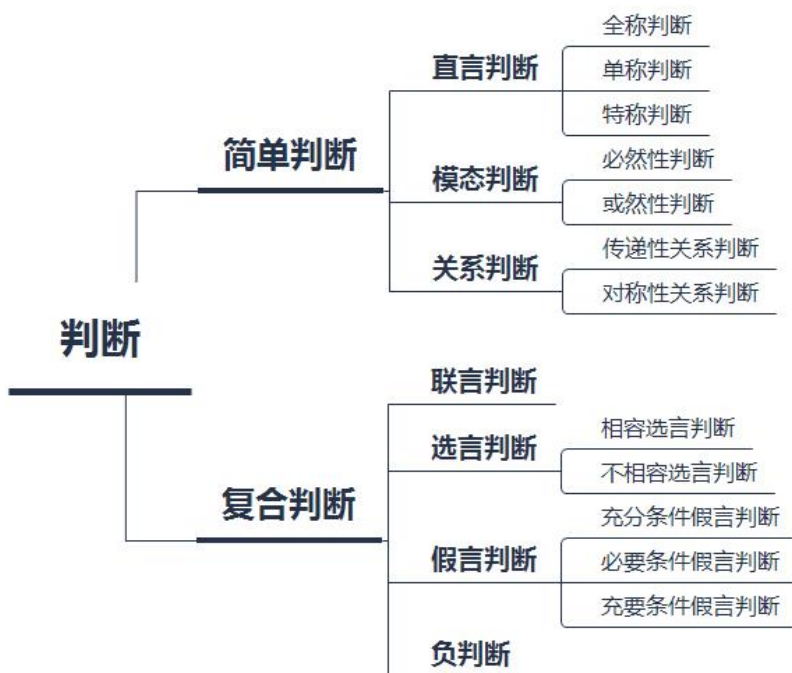 判断
简单判断
直言判断
全称判断
单称判断
特称判断
模态判断
必然性判断
或然性判断
关系判断
传递性关系判断
对称性关系判断
复合判断
联言判断
选言判断
相容选言判断
不相容选言判断
假言判断
充分条件假言判断
必要条件假言判断
充要条件假言判断
负判断